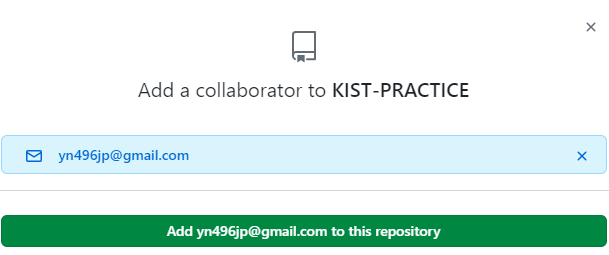 Add a collaborator to KIST-PRACTICE
yn496jp@gmail.com
Add yn496jp@gmail.com to this repository